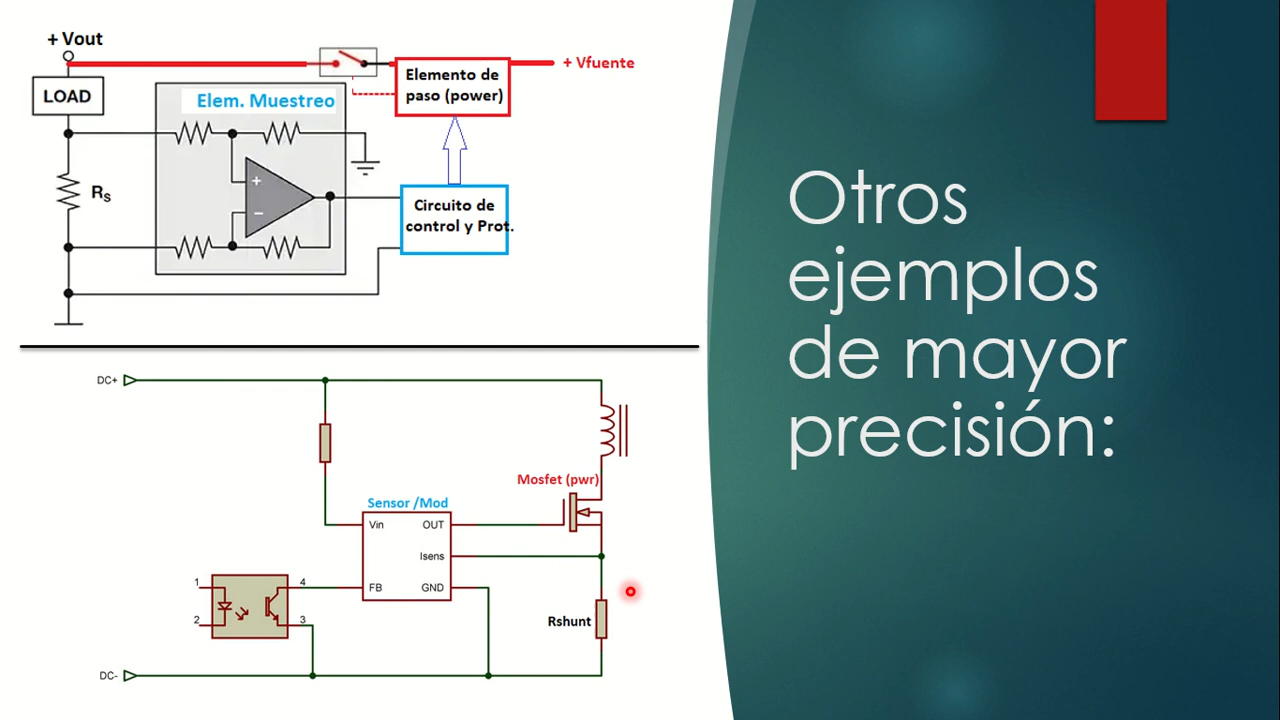 + Vout
+ Vfuente
LOAD
Elemento de
paso (power)
Elem. Muestreo
+
−
Rs
Circuito de
control y Prot.
DC+
Mosfet (pwr)
Sensor /Mod
Vin
OUT
Isens
FB
GND
1
2
4
3
Rshunt
DC-
Otros
ejemplos
de mayor
precisión: